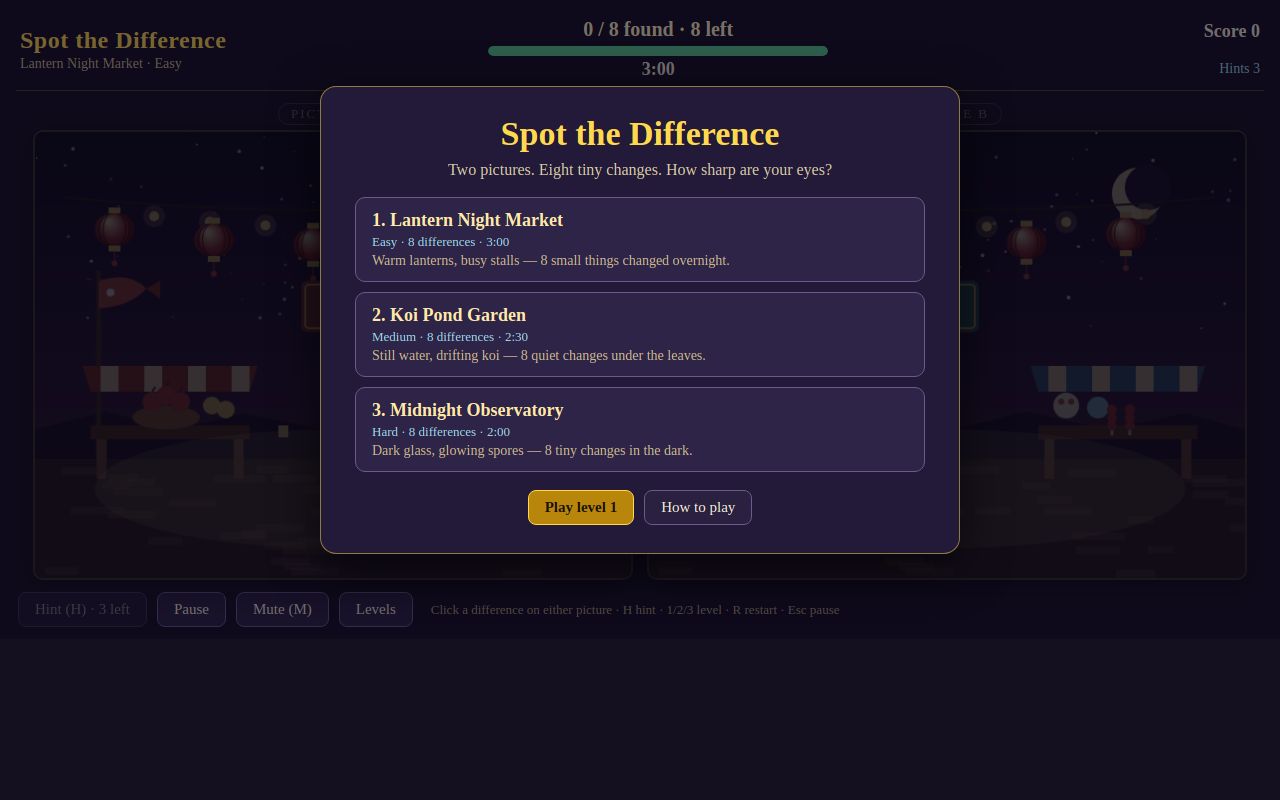 Spot the Difference
Lantern Night Market · Easy
0 / 8 found · 8 left
3:00
Score 0
Hints 3
PIC
E B
Spot the Difference
Two pictures. Eight tiny changes. How sharp are your eyes?
1. Lantern Night Market
Easy · 8 differences · 3:00
Warm lanterns, busy stalls — 8 small things changed overnight.
2. Koi Pond Garden
Medium · 8 differences · 2:30
Still water, drifting koi — 8 quiet changes under the leaves.
3. Midnight Observatory
Hard · 8 differences · 2:00
Dark glass, glowing spores — 8 tiny changes in the dark.
Play level 1
How to play
Hint (H) · 3 left
Pause
Mute (M)
Levels
Click a difference on either picture · H hint · 1/2/3 level · R restart · Esc pause